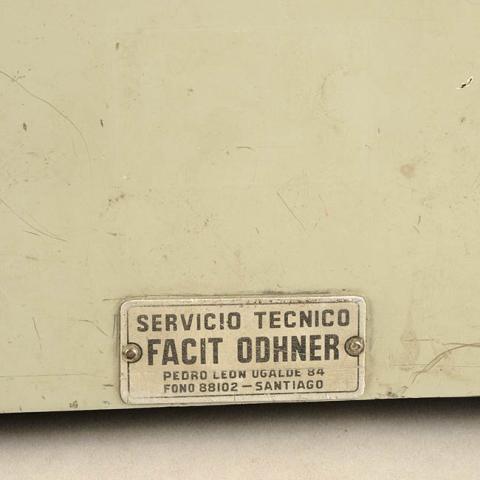 SERVICIO TECNICO
FACIT ODHNER
PEDRO LEON UGALDE 84
FONO 88102 – SANTIAGO